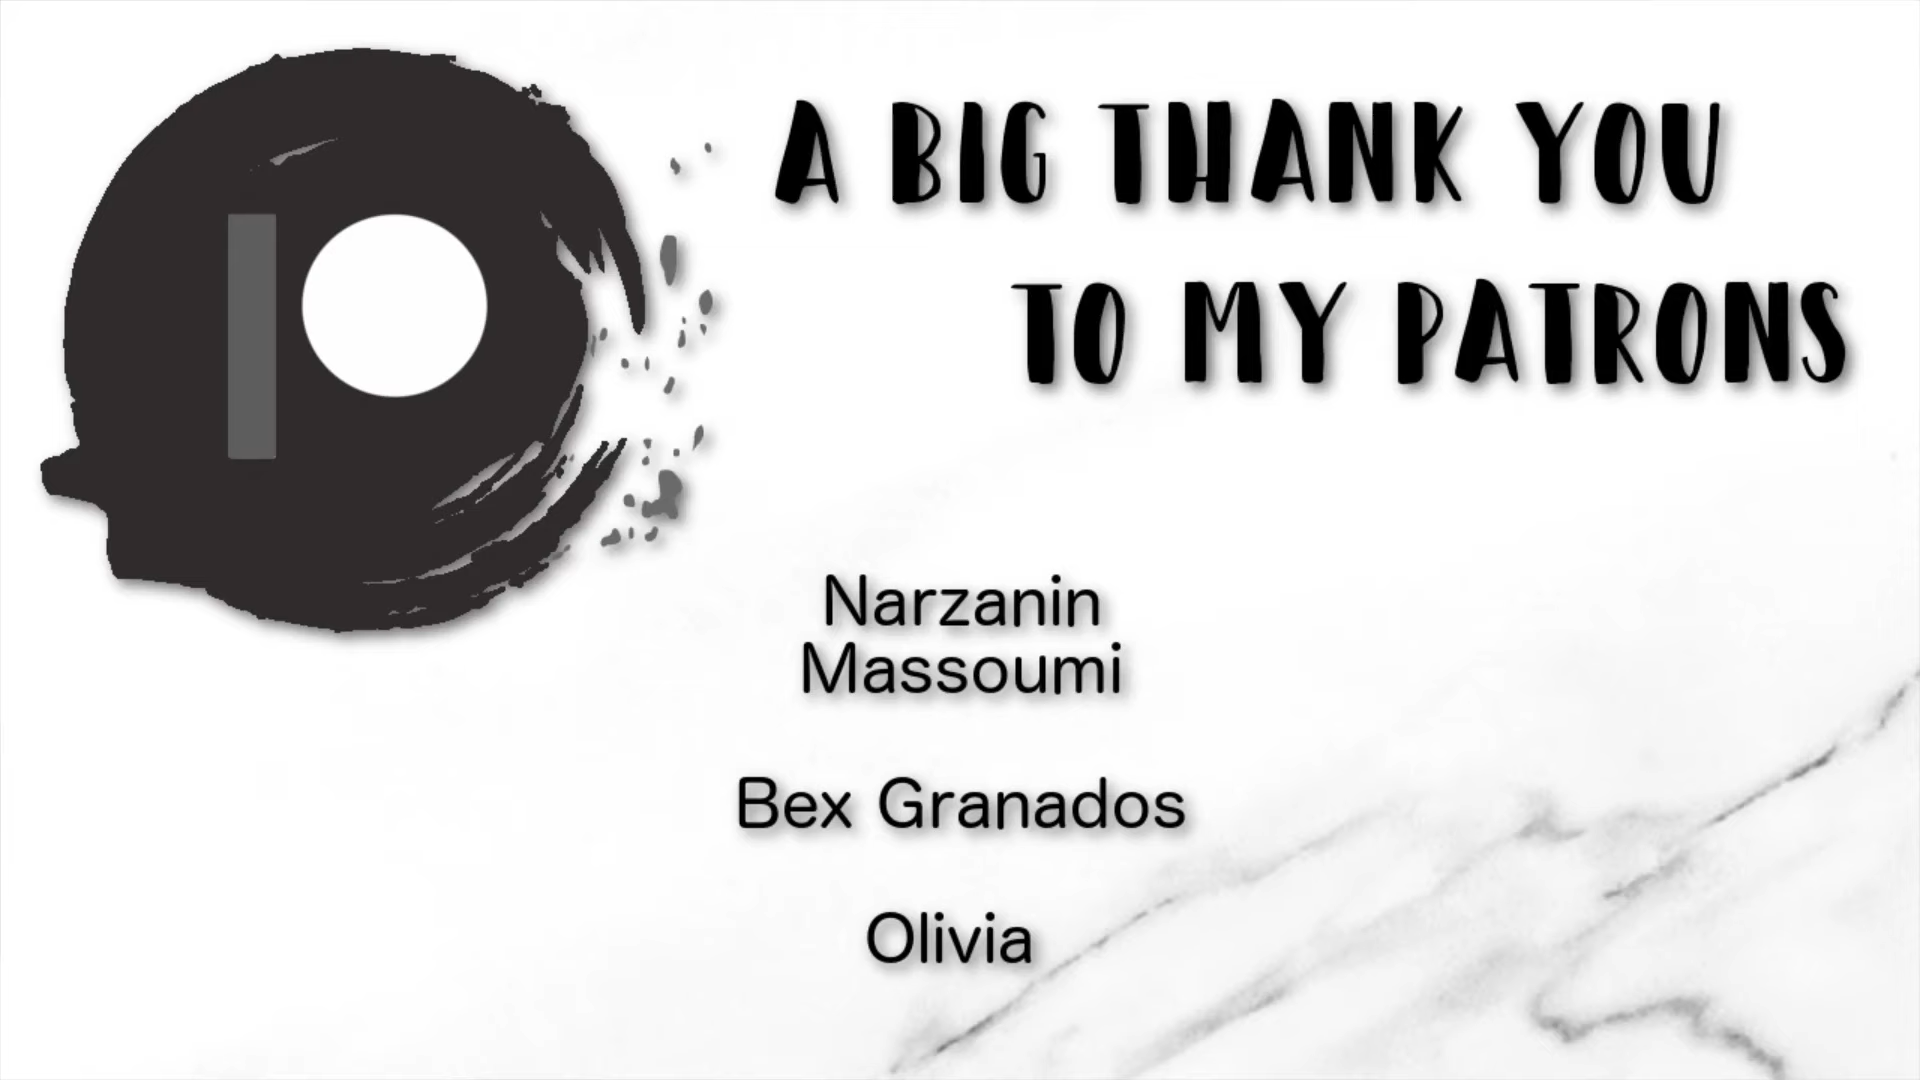 A BIG THANK YOU
TO MY PATRONS
Narzanin
Massoumi
Bex Granados
Olivia